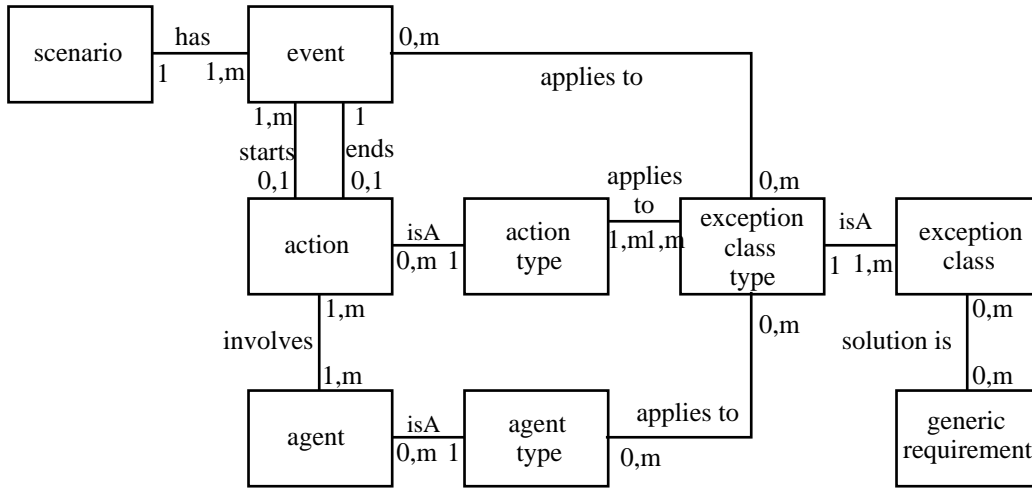 has
0,m
scenario
event
1
1,m
applies to
1,m
1
starts
ends
0,1
0,1
applies
to
0,m
action
isA
action
type
1,m1,m
exception
class
type
isA
exception
class
0,m
1
1
1,m
1,m
0,m
0,m
involves
solution is
1,m
0,m
agent
isA
agent
type
applies to
generic
requirement
0,m
1
0,m